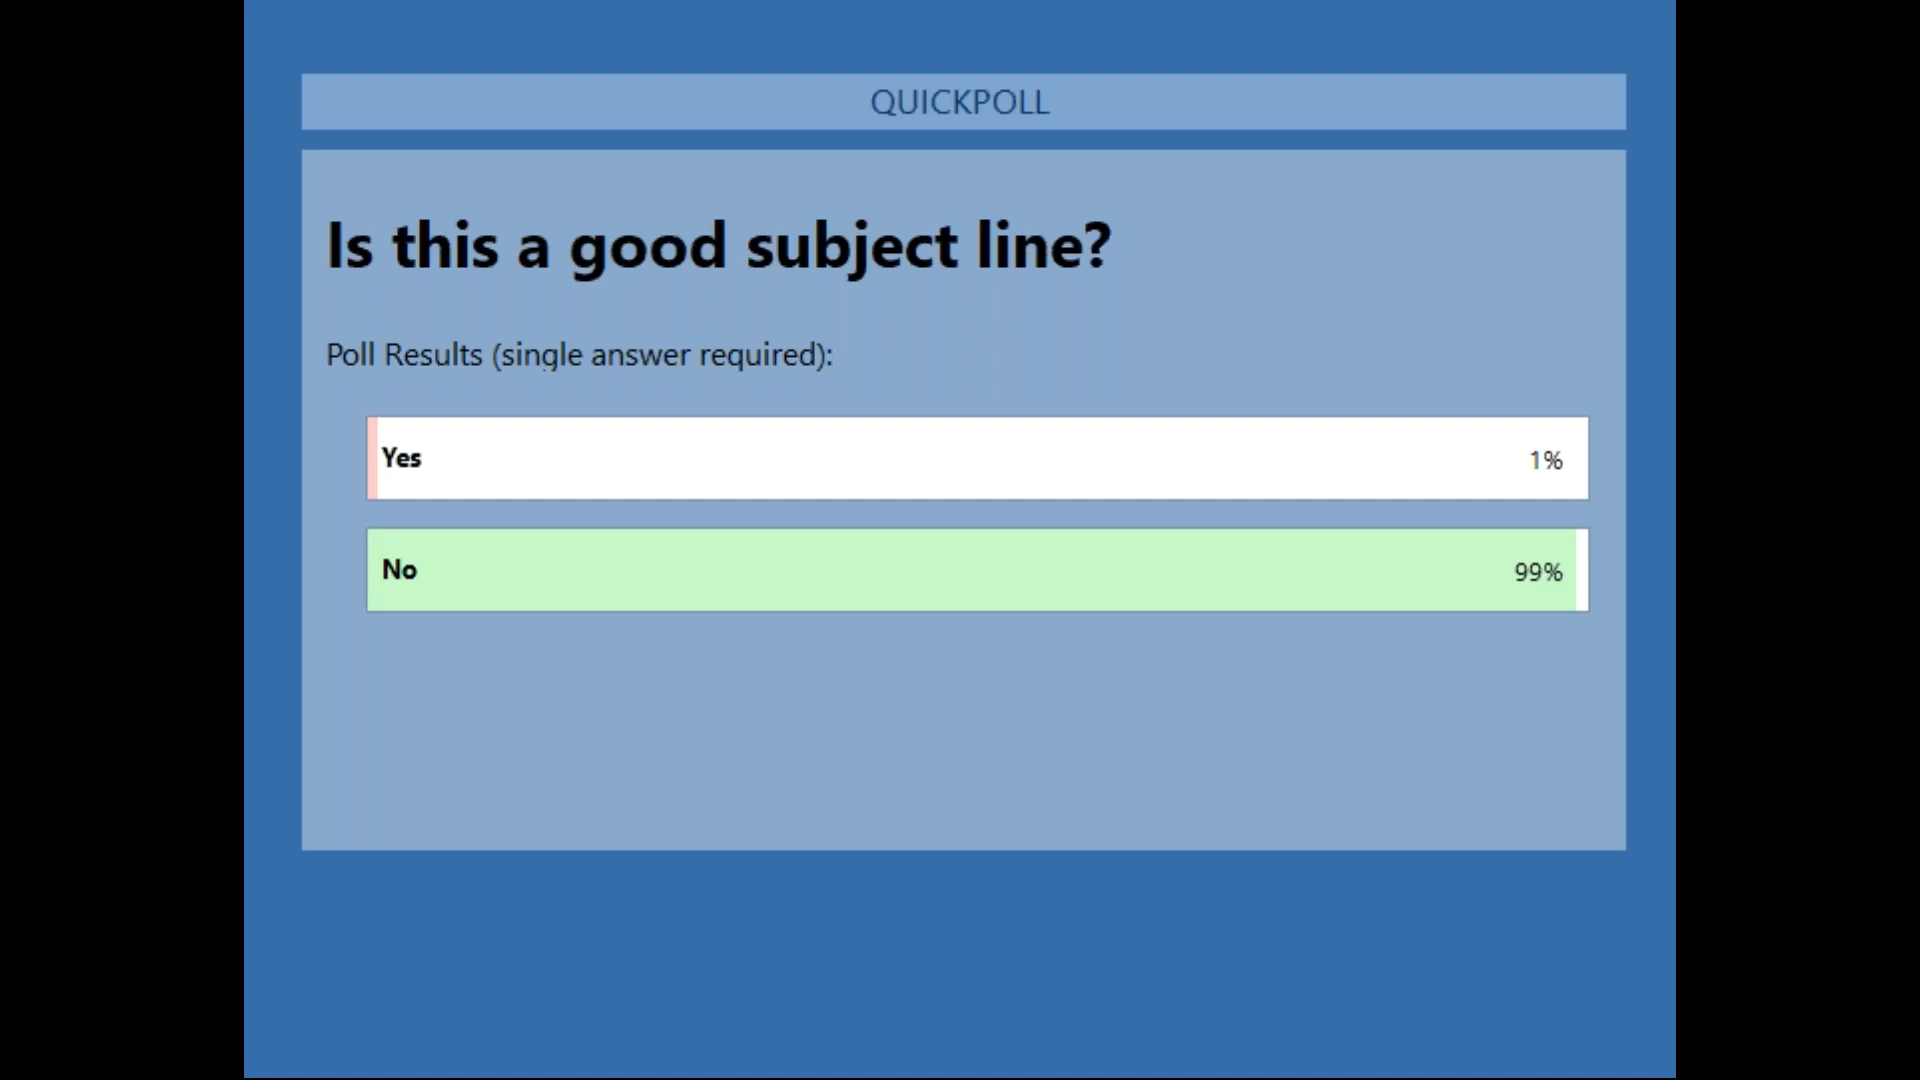 QUICKPOLL
Is this a good subject line?
Poll Results (single answer required):
Yes 1%
No 99%